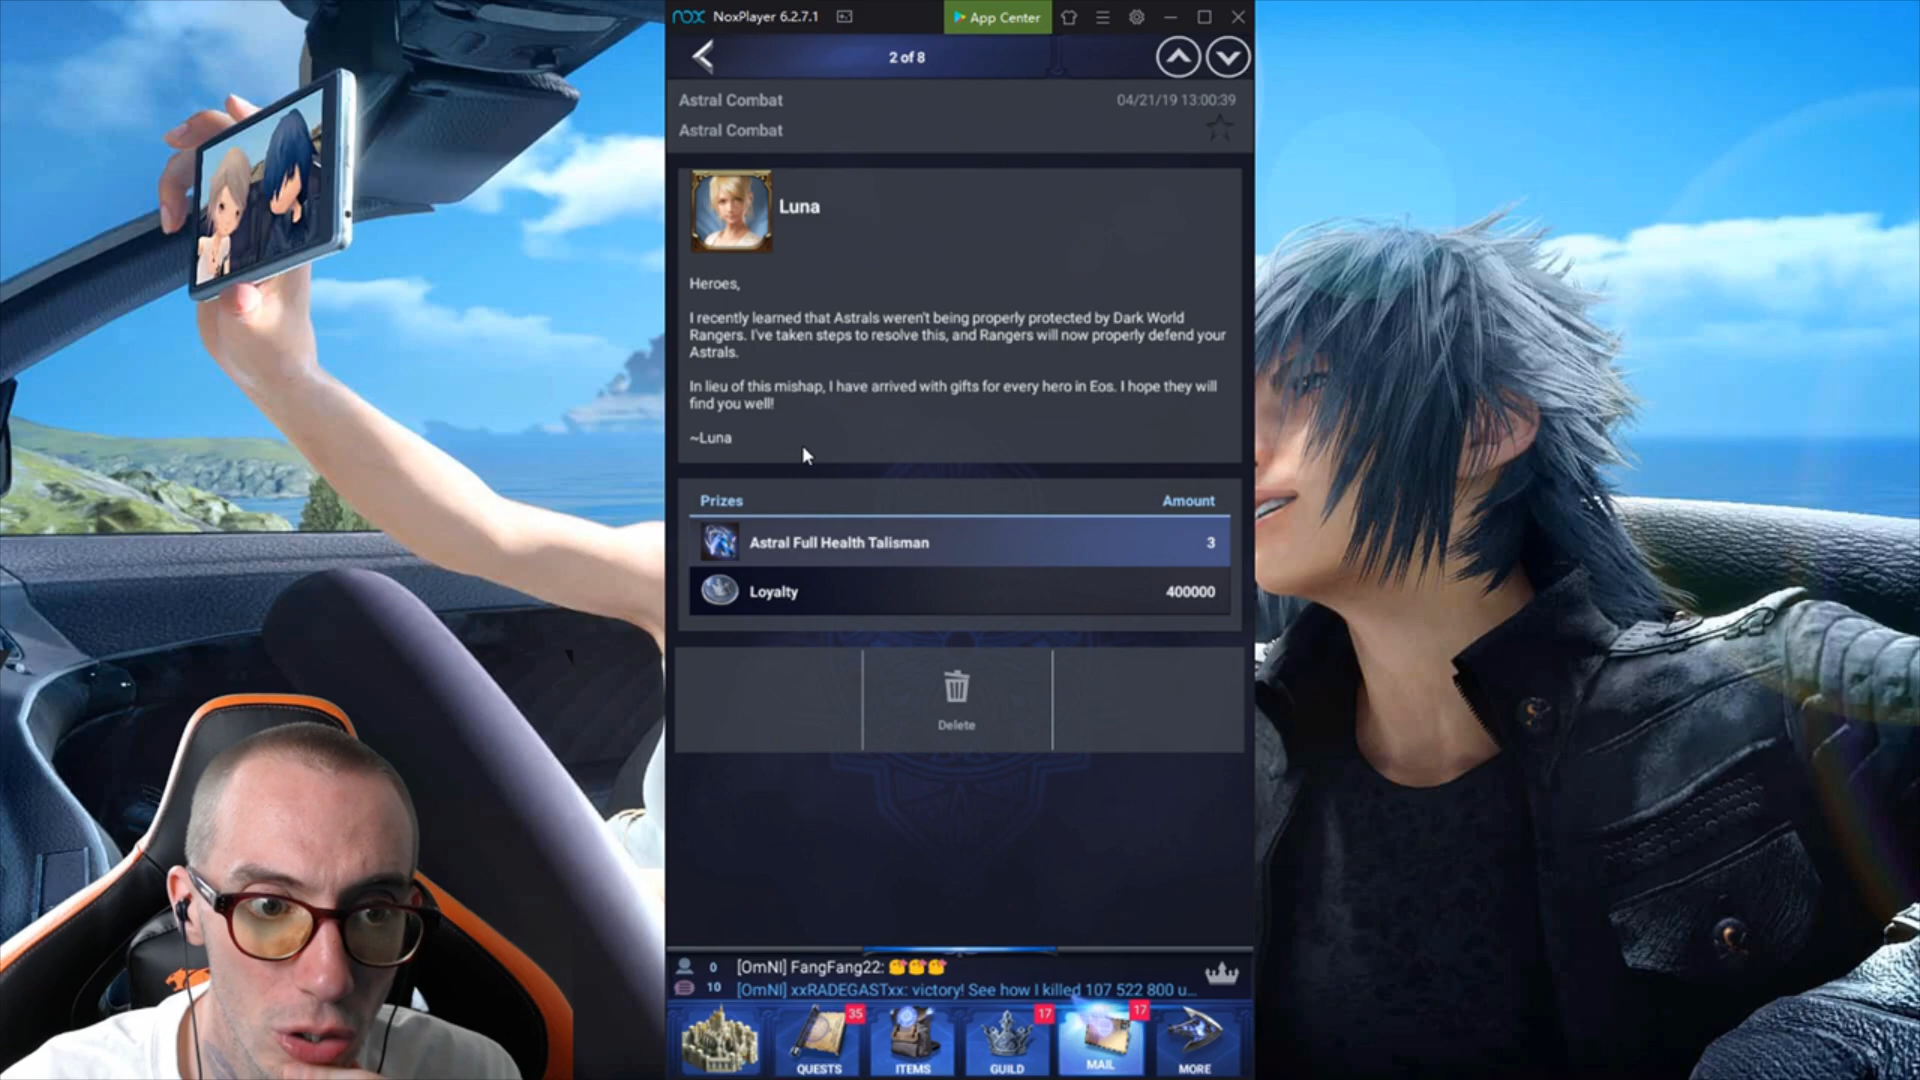 nox NoxPlayer 6.2.7.1
App Center
2 of 8
Astral Combat
04/21/19 13:00:39
Astral Combat
Luna
Heroes,
I recently learned that Astrals weren't being properly protected by Dark World
Rangers. I've taken steps to resolve this, and Rangers will now properly defend your
Astrals.
In lieu of this mishap, I have arrived with gifts for every hero in Eos. I hope they will
find you well!
~Luna
Prizes Amount
Astral Full Health Talisman 3
Loyalty 400000
Delete
0 [OmNI] FangFang22:
10 [OmNI] xxRADEGASTxx: victory! See how I killed 107 522 800 u...
35
17
17
QUESTS
ITEMS
GUILD
MAIL
MORE